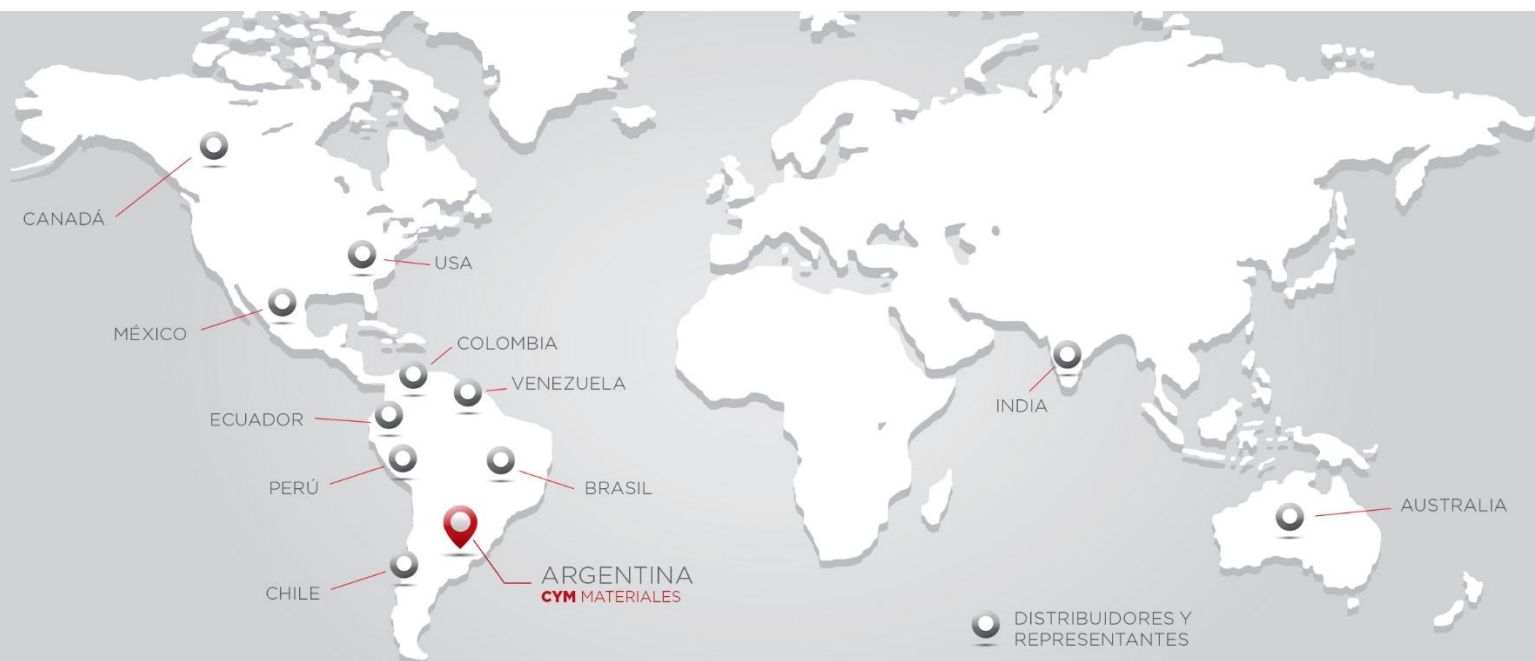 CANADÁ
USA
MÉXICO
COLOMBIA
VENEZUELA
ECUADOR
INDIA
PERÚ
BRASIL
AUSTRALIA
ARGENTINA
CYM MATERIALES
CHILE
DISTRIBUIDORES Y
REPRESENTANTES